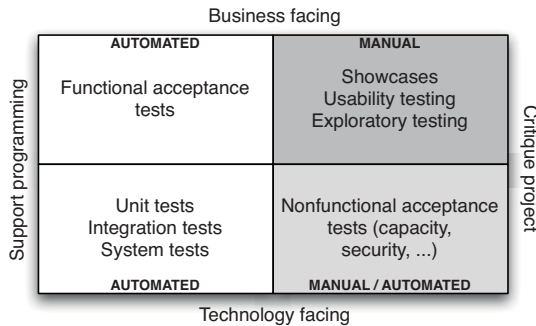 Business facing
AUTOMATED
MANUAL
Functional acceptance
tests
Showcases
Usability testing
Exploratory testing
Support programming
Critique project
Unit tests
Integration tests
System tests
Nonfunctional acceptance
tests (capacity,
security, ...)
AUTOMATED
MANUAL / AUTOMATED
Technology facing